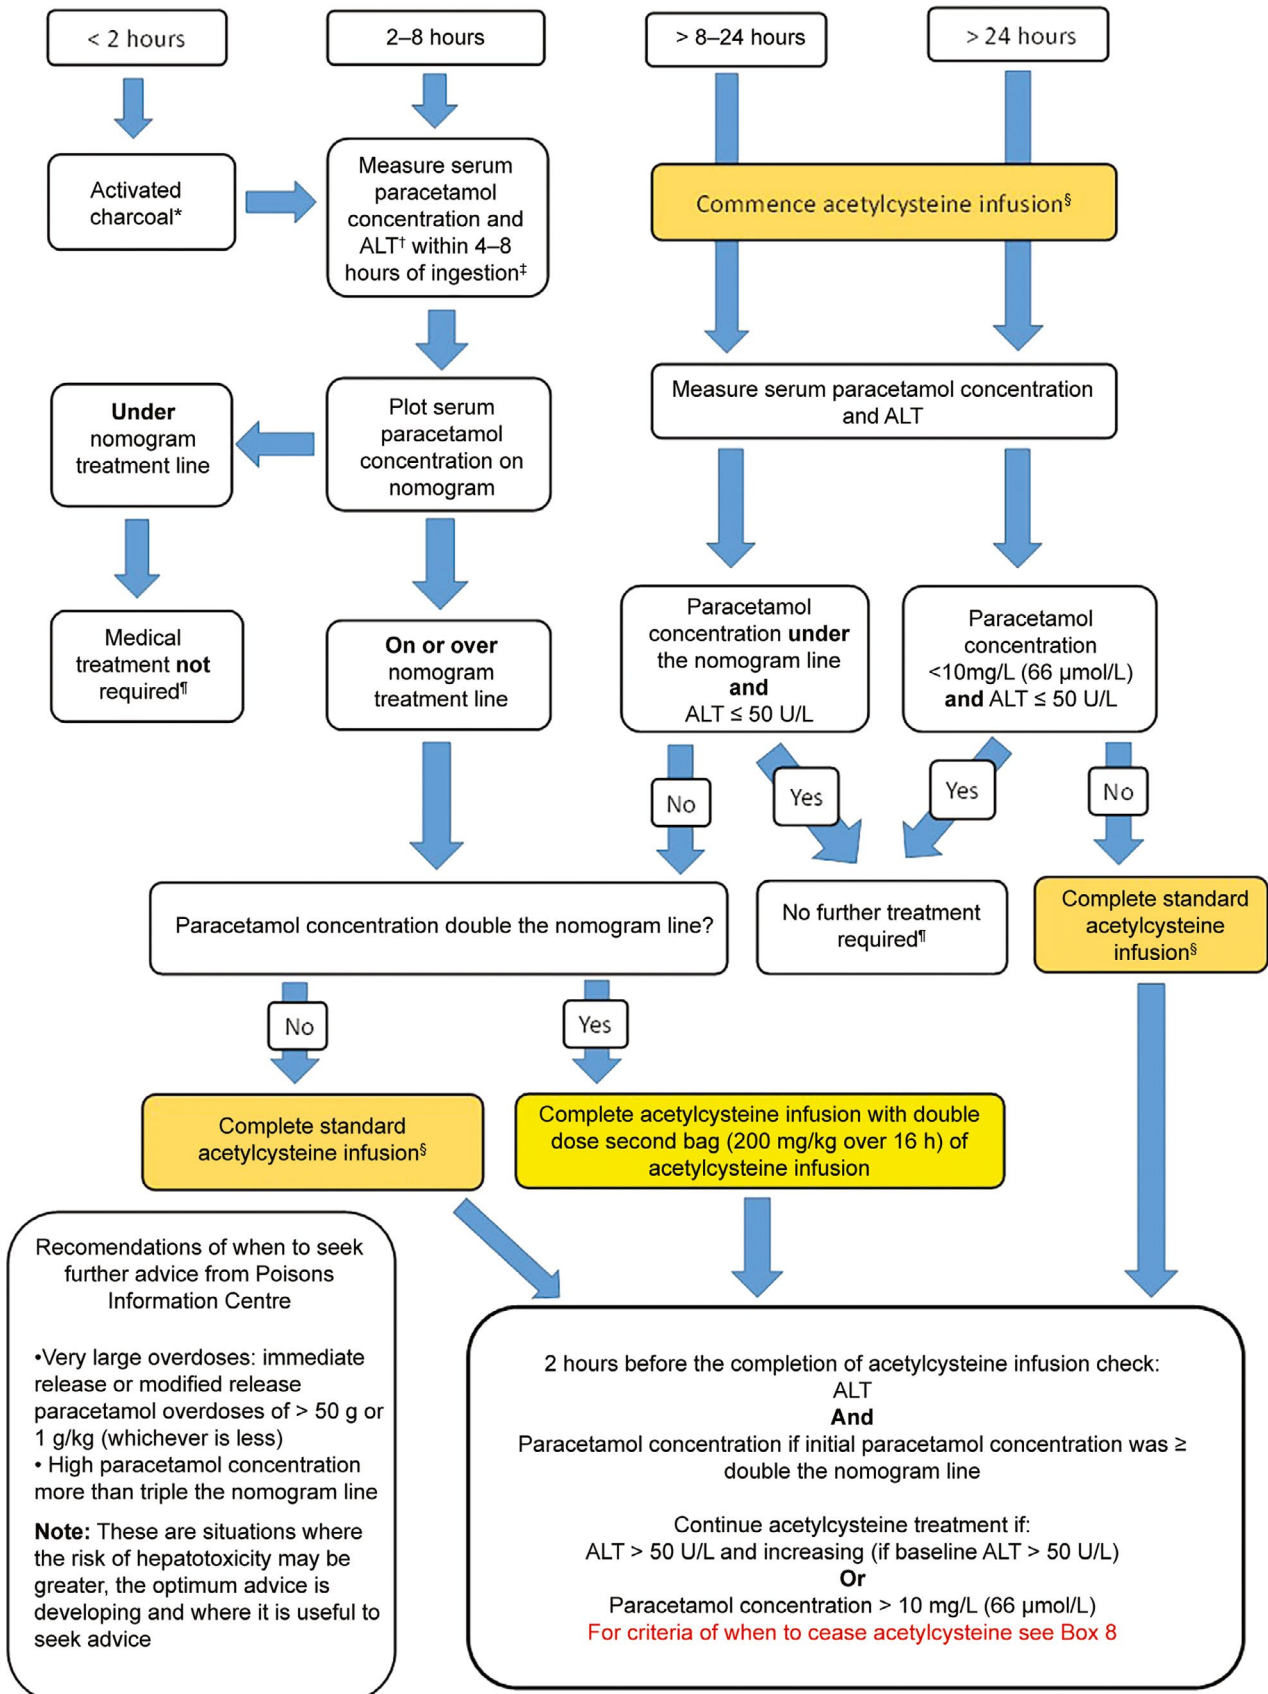 < 2 hours
2–8 hours
> 8–24 hours
> 24 hours
Activated
charcoal*
Measure serum
paracetamol
concentration and
ALT† within 4–8
hours of ingestion‡
Commence acetylcysteine infusion§
Measure serum paracetamol concentration
and ALT
Under
nomogram
treatment line
Plot serum
paracetamol
concentration on
nomogram
Medical
treatment not
required¶
On or over
nomogram
treatment line
Paracetamol
concentration under
the nomogram line
and
ALT ≤ 50 U/L
Paracetamol
concentration
<10mg/L (66 µmol/L)
and ALT ≤ 50 U/L
No
Yes
Yes
No
Paracetamol concentration double the nomogram line?
No further treatment
required¶
Complete standard
acetylcysteine
infusion§
No
Yes
Complete standard
acetylcysteine infusion§
Complete acetylcysteine infusion with double
dose second bag (200 mg/kg over 16 h) of
acetylcysteine infusion
Recomendations of when to seek
further advice from Poisons
Information Centre
•Very large overdoses: immediate
release or modified release
paracetamol overdoses of > 50 g or
1 g/kg (whichever is less)
• High paracetamol concentration
more than triple the nomogram line
Note: These are situations where
the risk of hepatotoxicity may be
greater, the optimum advice is
developing and where it is useful to
seek advice
2 hours before the completion of acetylcysteine infusion check:
ALT
And
Paracetamol concentration if initial paracetamol concentration was ≥
double the nomogram line
Continue acetylcysteine treatment if:
ALT > 50 U/L and increasing (if baseline ALT > 50 U/L)
Or
Paracetamol concentration > 10 mg/L (66 µmol/L)
For criteria of when to cease acetylcysteine see Box 8